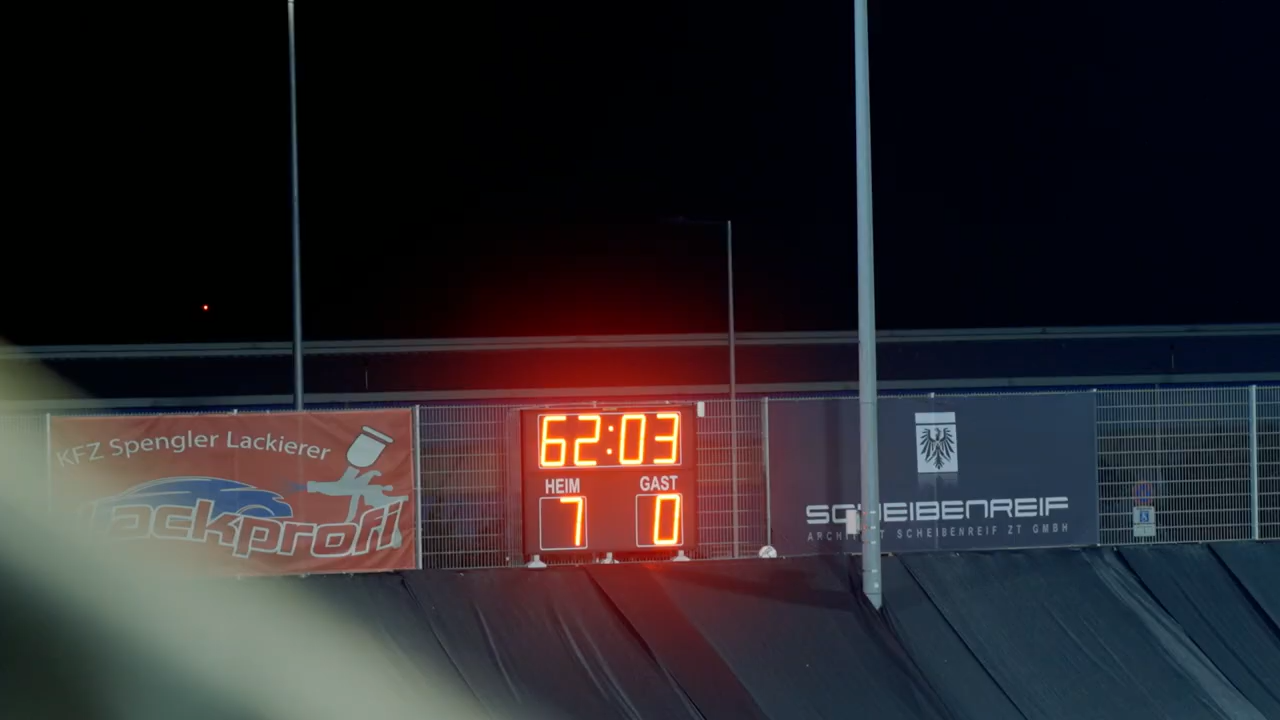 KFZ Spengler Lackierer
Lackprofi
62:03
HEIM GAST
7 0
SCHEIBENREIF
ARCHITEKT SCHEIBENREIF ZT GMBH